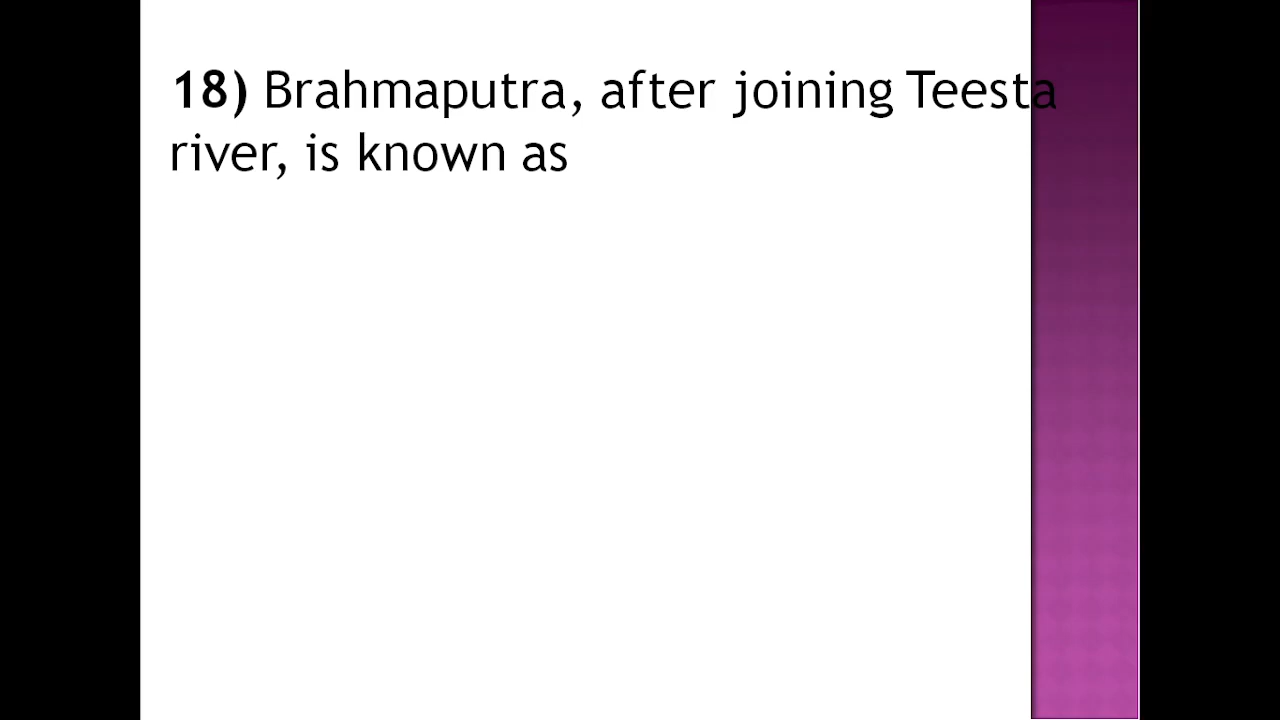 18) Brahmaputra, after joining Teesta
river, is known as